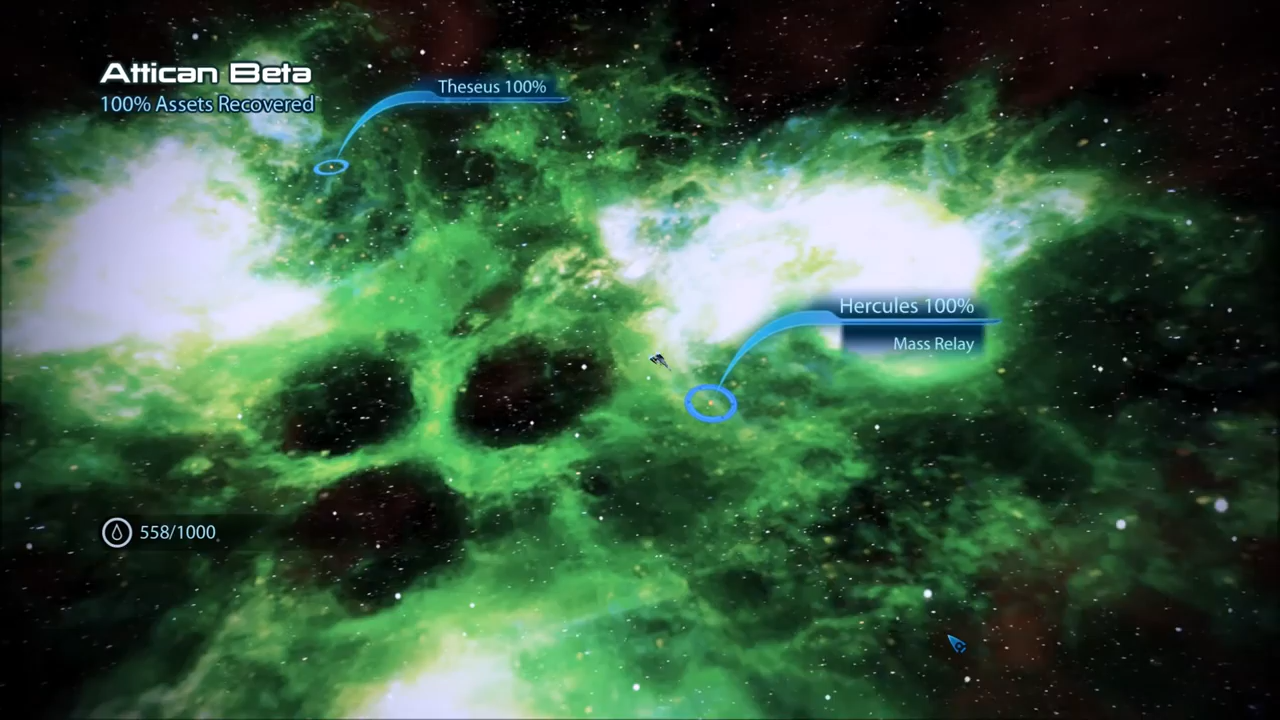 Attican Beta
100% Assets Recovered
Theseus 100%
Hercules 100%
Mass Relay
558/1000